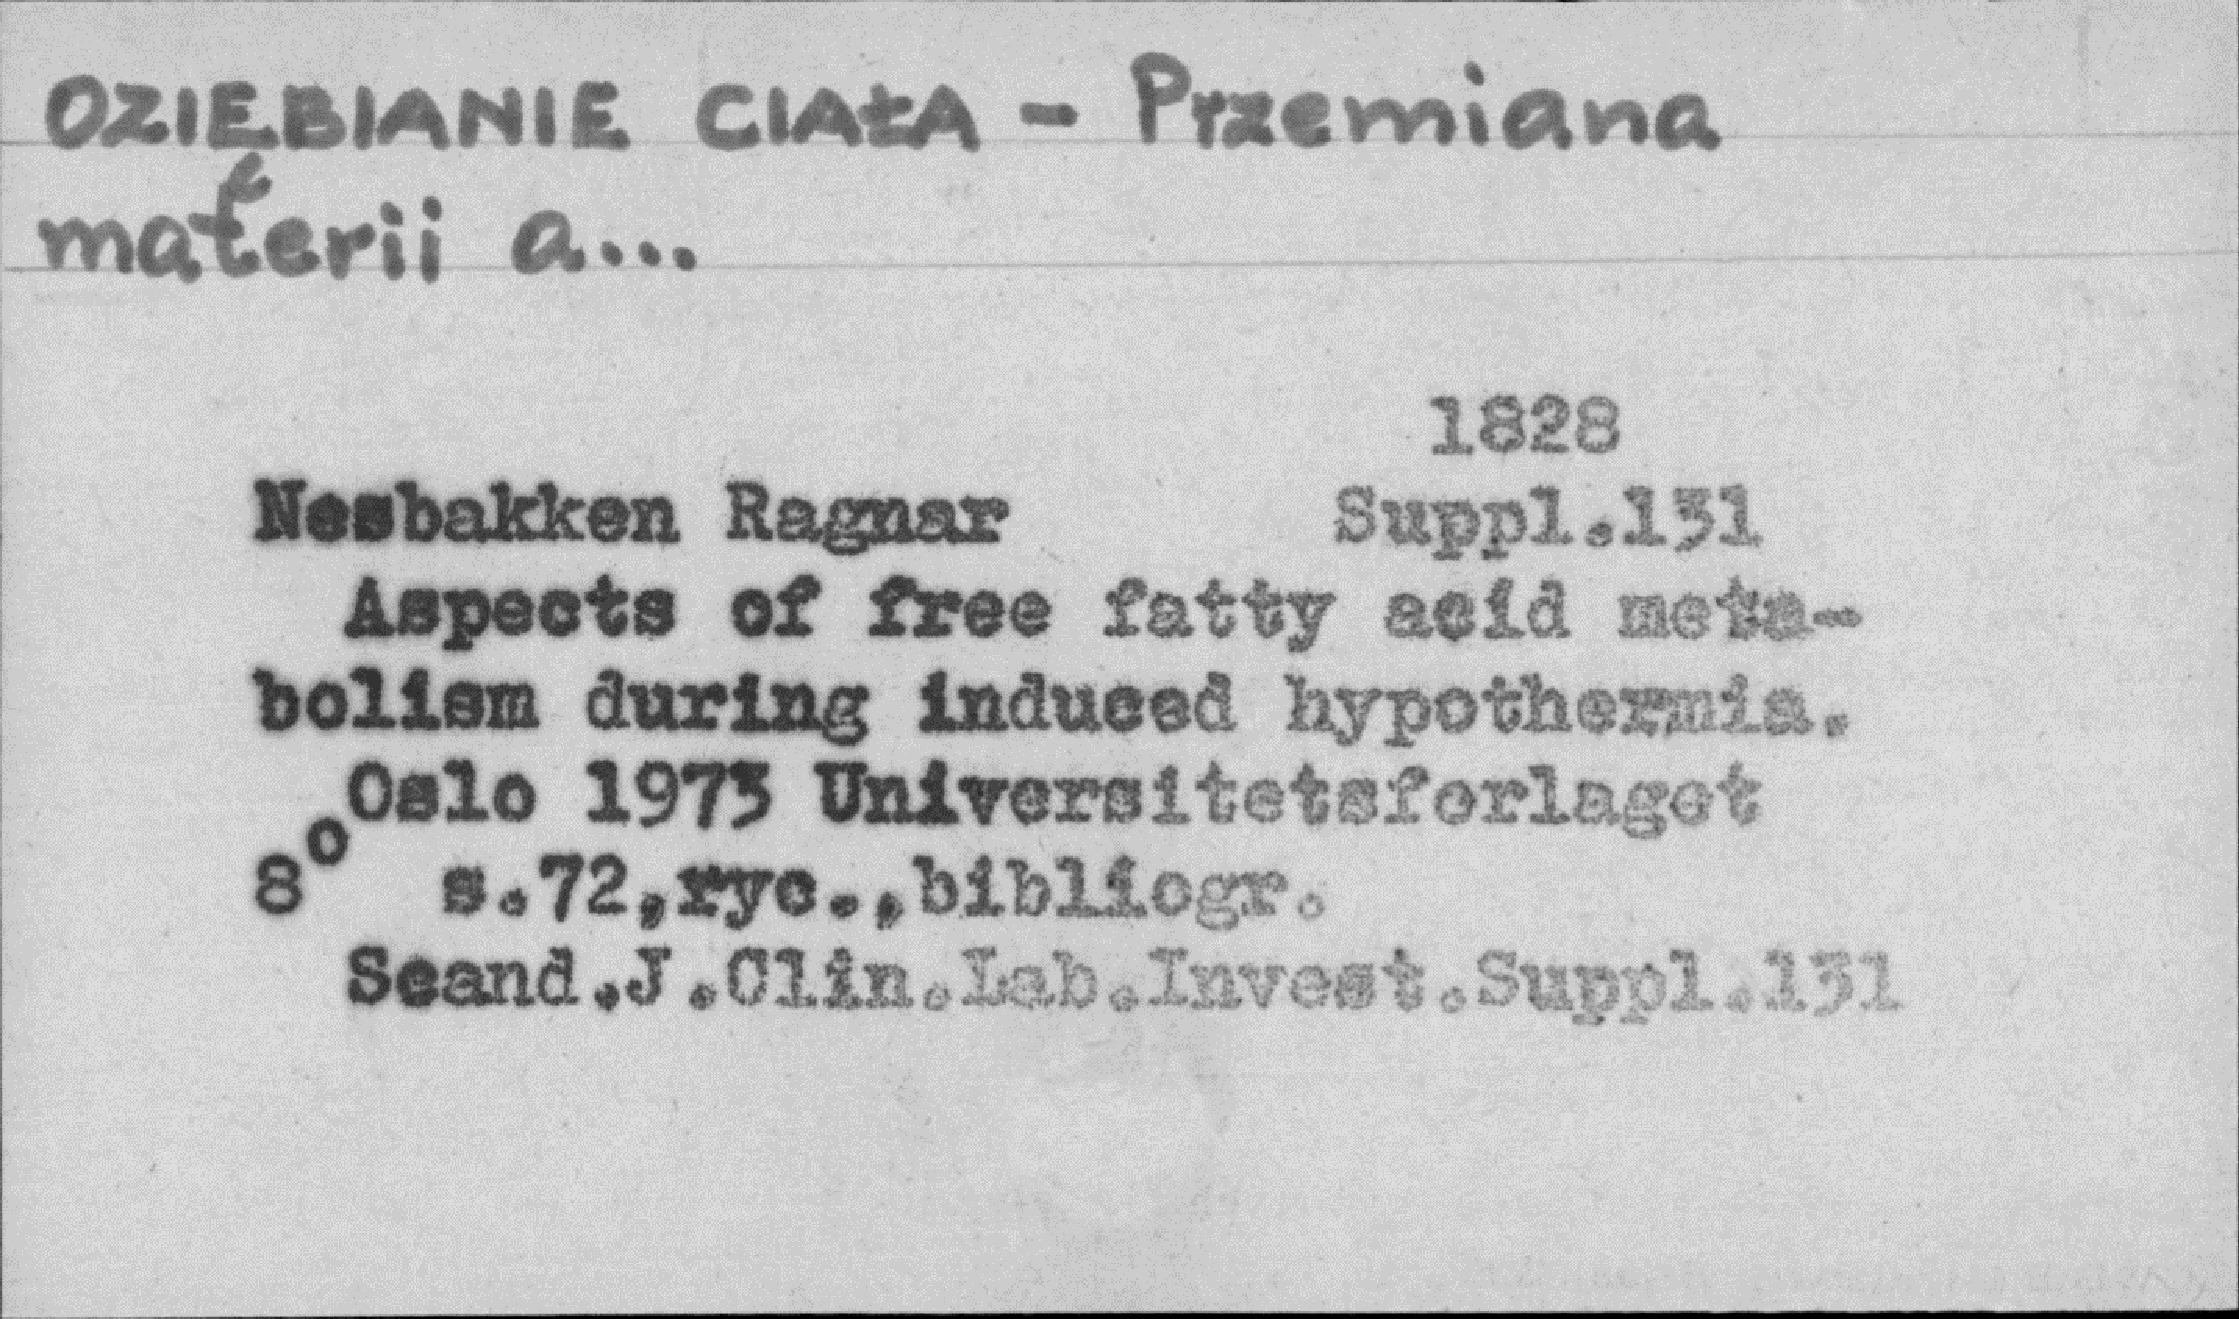 OZIĘBIANIE CIAŁA - Przemiana
materii a...
1828
Nesbakken Ragnar Suppl.131
Aspects of free fatty acid meta-
bolism during induced hypothermia.
Oslo 1973 Universitetsforlaget
8° s.72,ryc.,bibliogr.
Scand.J.Clin.Lab.Invest.Suppl.131